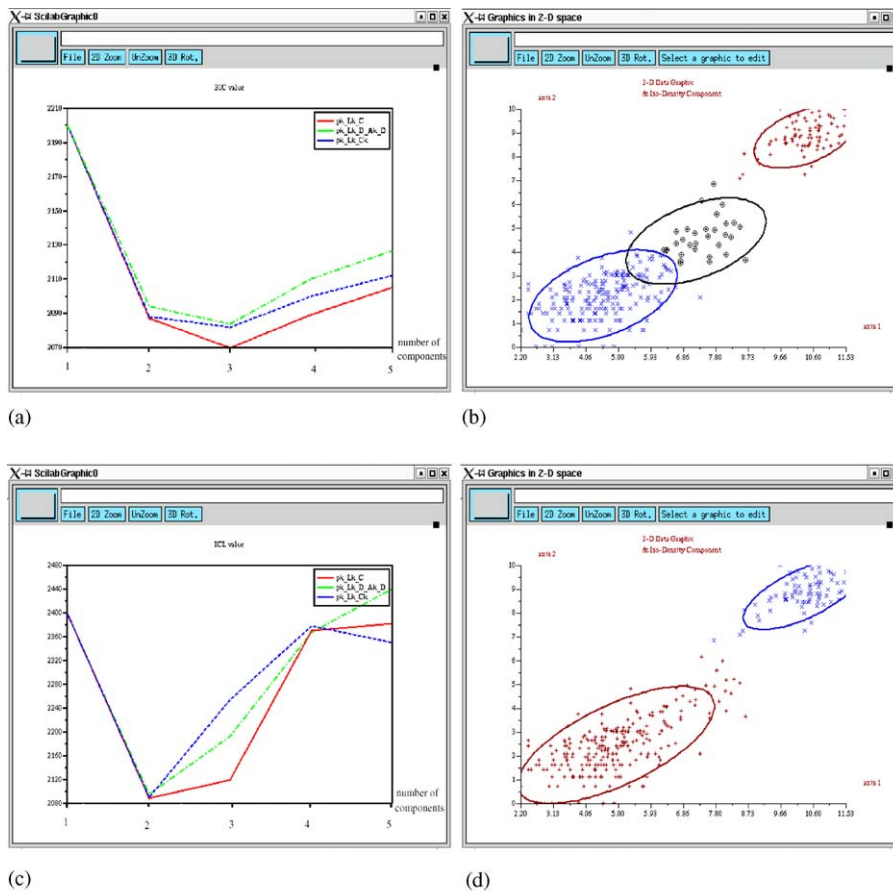 X-⋈ ScilabGraphic0
File 2D Zoom UnZoom 3D Rot.
BIC value
2210
2190
2170
2150
2130
2110
2090
2070
pk_Lk_C
pk_Lk_D_Ak_D
pk_Lk_Ck
1 2 3 4 5
number of
components
(a)
X-⋈ Graphics in 2-D space
File 2D Zoom UnZoom 3D Rot. Select a graphic to edit
2-D Data Graphic
& Iso-Density Component
axis 2
10
9
8
7
6
5
4
3
2
1
0
axis 1
2.20 3.13 4.06 5.00 5.93 6.86 7.80 8.73 9.66 10.60 11.53
(b)
X-⋈ ScilabGraphic0
File 2D Zoom UnZoom 3D Rot.
ICL value
2480
2440
2400
2360
2320
2280
2240
2200
2160
2120
2080
pk_Lk_C
pk_Lk_D_Ak_D
pk_Lk_Ck
1 2 3 4 5
number of
components
(c)
X-⋈ Graphics in 2-D space
File 2D Zoom UnZoom 3D Rot. Select a graphic to edit
2-D Data Graphic
& Iso-Density Component
axis 2
10
9
8
7
6
5
4
3
2
1
0
axis 1
2.20 3.13 4.06 5.00 5.93 6.86 7.80 8.73 9.66 10.60 11.53
(d)